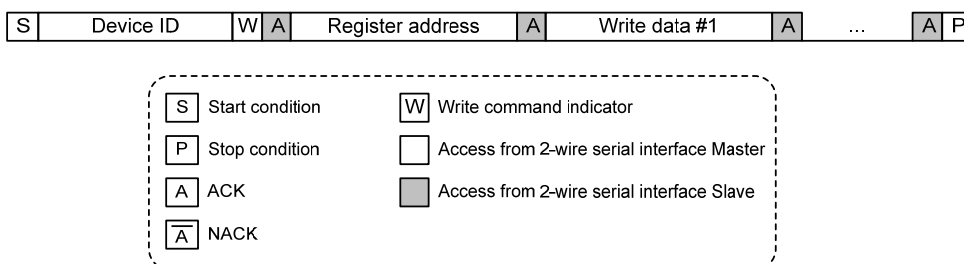 S Device ID W A Register address A Write data #1 A ... A P
S Start condition W Write command indicator
P Stop condition Access from 2-wire serial interface Master
A ACK Access from 2-wire serial interface Slave
A̅ NACK